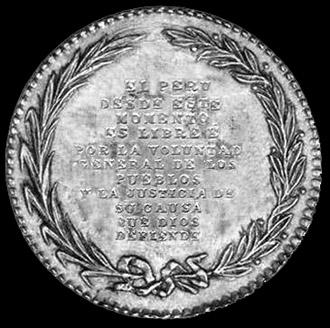 EL PERU
DESDE ESTE
MOMENTO,
ES LIBRE E
POR LA VOLUNTAD
GENERAL DE LOS
PUEBLOS
Y LA JUSTICIA DE
SU CAUSA
QUE DIOS
DEFIENDE